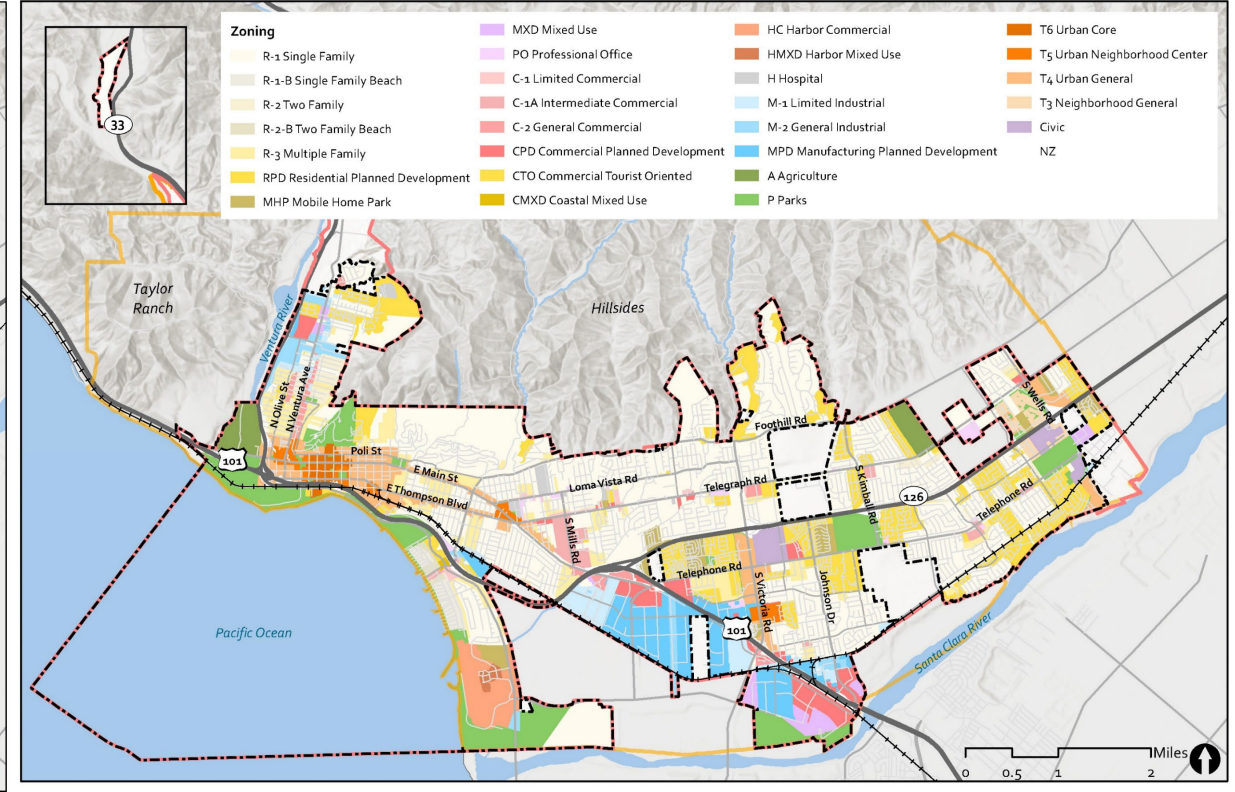 Zoning
R-1 Single Family
R-1-B Single Family Beach
R-2 Two Family
R-2-B Two Family Beach
R-3 Multiple Family
RPD Residential Planned Development
MHP Mobile Home Park
MXD Mixed Use
PO Professional Office
C-1 Limited Commercial
C-1A Intermediate Commercial
C-2 General Commercial
CPD Commercial Planned Development
CTO Commercial Tourist Oriented
CMXD Coastal Mixed Use
HC Harbor Commercial
HMXD Harbor Mixed Use
H Hospital
M-1 Limited Industrial
M-2 General Industrial
MPD Manufacturing Planned Development
A Agriculture
P Parks
T6 Urban Core
T5 Urban Neighborhood Center
T4 Urban General
T3 Neighborhood General
Civic
NZ
33
Taylor
Ranch
Ventura River
Hillsides
N Olive St
N Ventura Ave
S Wells Rd
Foothill Rd
101
Poli St
E Main St
E Thompson Blvd
Loma Vista Rd
Telegraph Rd
S Kimball Rd
126
Telephone Rd
S Mills Rd
Telephone Rd
S Victoria Rd
Johnson Dr
101
Pacific Ocean
Santa Clara River
Miles
0 0.5 1 2